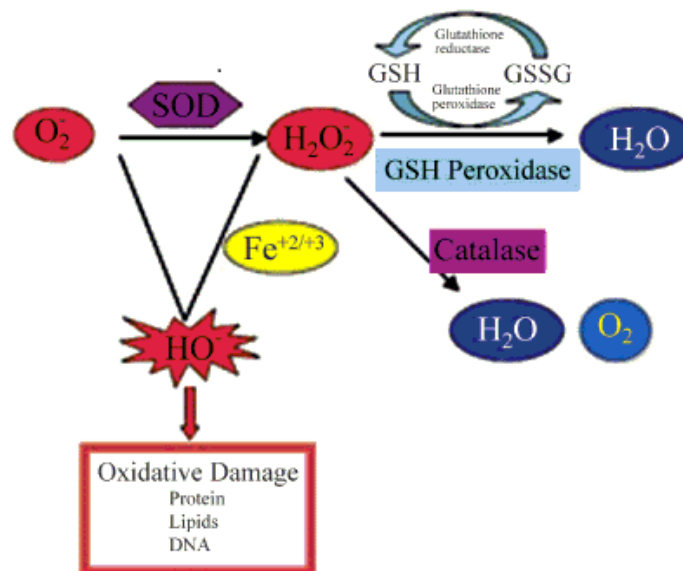 Glutathione
reductase
GSH
GSSG
Glutathione
peroxidase
SOD
O₂⁻
H₂O₂⁻
H₂O
GSH Peroxidase
Fe⁺²/⁺³
Catalase
H₂O
O₂
HO⁻
Oxidative Damage
Protein
Lipids
DNA